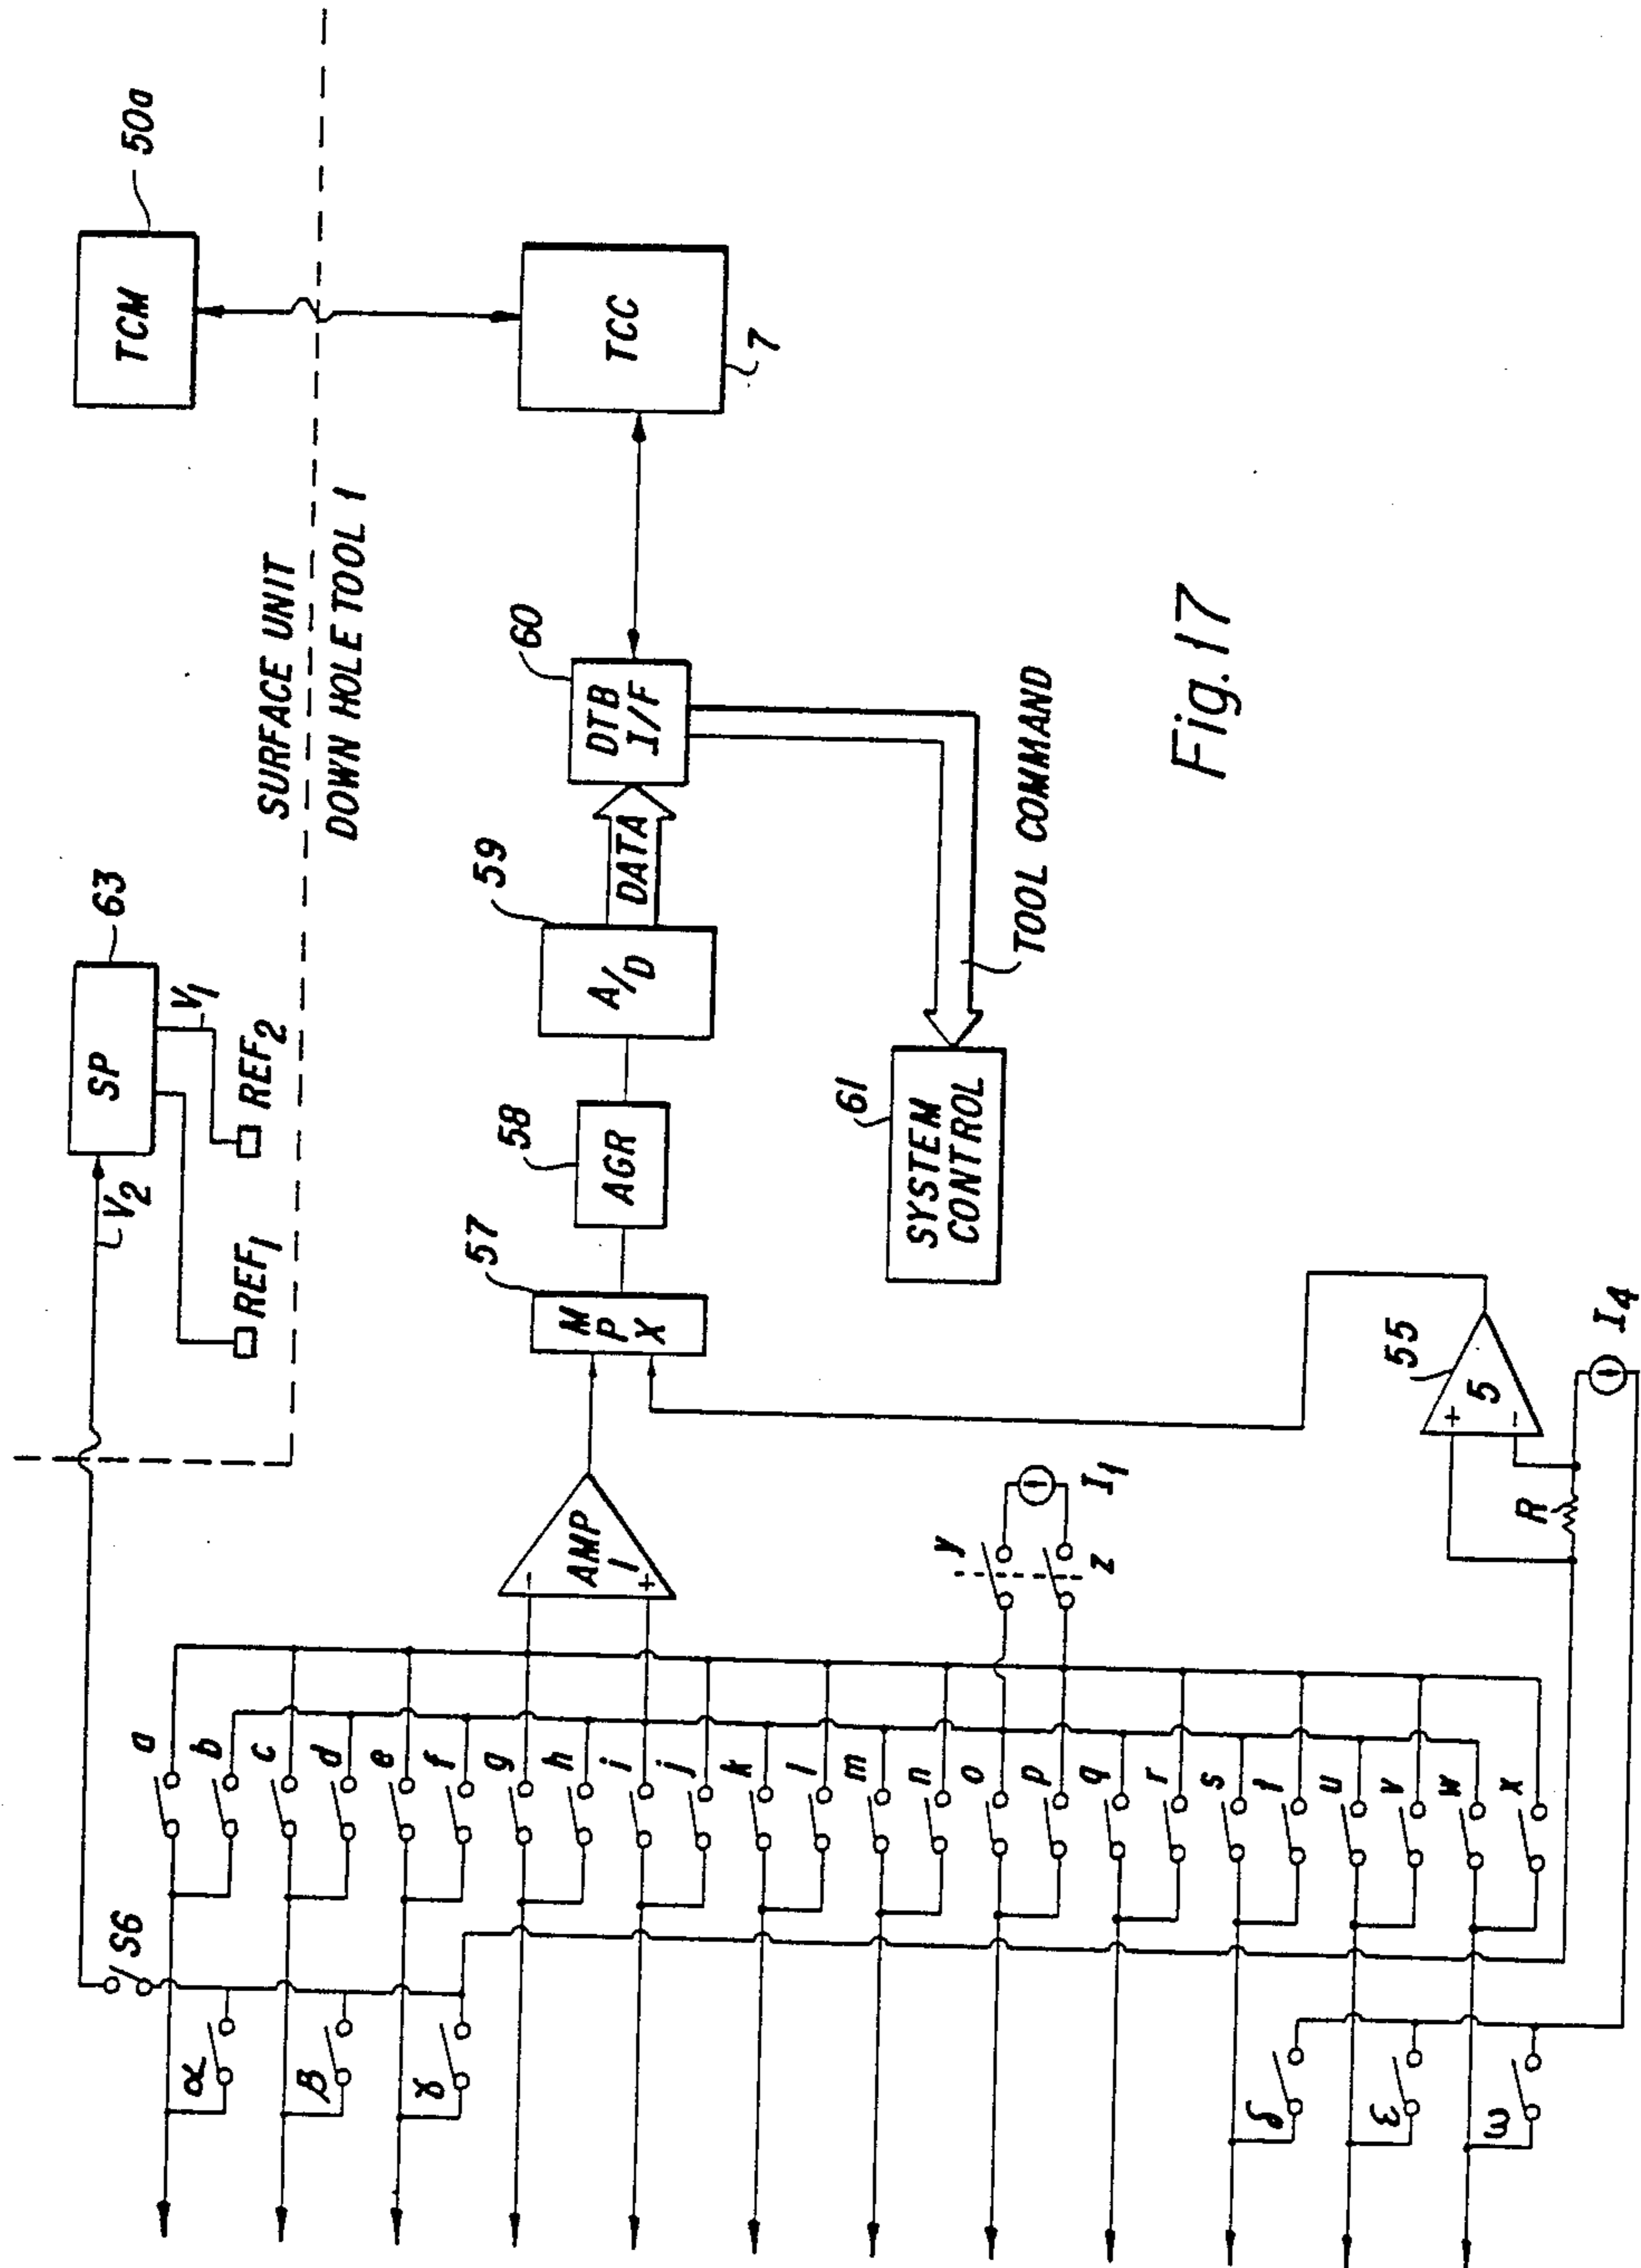 50a
TCM
63
SP
V1
V2
REF1
REF2
SURFACE UNIT
DOWN HOLE TOOL 1
TCC
7
60
DTB
I/F
59
DATA
A/D
58
AGR
57
M
P
X
AMP
1
-
+
TOOL COMMAND
61
SYSTEM
CONTROL
S6
a
b
c
d
e
f
g
h
i
j
k
l
m
n
o
p
q
r
s
t
u
v
w
x
y
z
I1
α
β
γ
δ
ε
ω
55
5
+
-
R
I4
Fig. 17